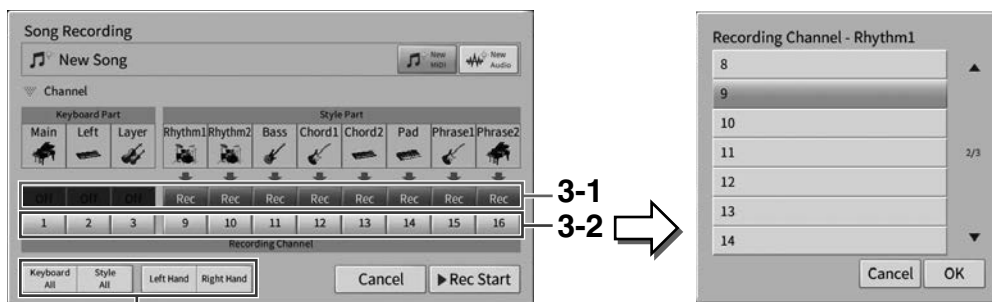 Song Recording
New Song
New MIDI
New Audio
Channel
Keyboard Part
Style Part
Main Left Layer Rhythm1 Rhythm2 Bass Chord1 Chord2 Pad Phrase1 Phrase2
Off Off Off Rec Rec Rec Rec Rec Rec Rec Rec
3-1
1 2 3 9 10 11 12 13 14 15 16
3-2
Recording Channel
Keyboard All
Style All
Left Hand
Right Hand
Cancel
Rec Start
Recording Channel - Rhythm1
8
9
10
11
2/3
12
13
14
Cancel OK